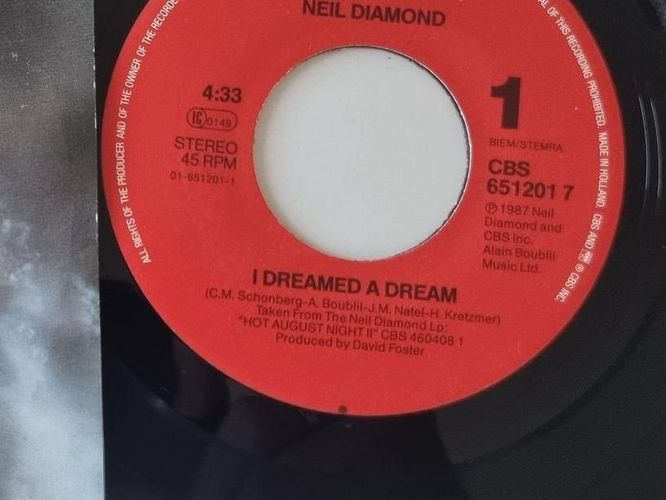 NEIL DIAMOND
4:33
LC 0149
STEREO
45 RPM
01-651201-1
1
BIEM/STEMRA
CBS
651201 7
℗ 1987 Neil
Diamond and
CBS Inc.
Alain Boublil
Music Ltd.
I DREAMED A DREAM
(C.M. Schonberg-A. Boublil-J.M. Natel-H. Kretzmer)
Taken From The Neil Diamond Lp:
"HOT AUGUST NIGHT II" CBS 460408 1
Produced by David Foster
ALL RIGHTS OF THE PRODUCER AND OF THE OWNER OF THE RECORDE
AL OF THIS RECORDING PROHIBITED. MADE IN HOLLAND. CBS AND ® CBS INC.